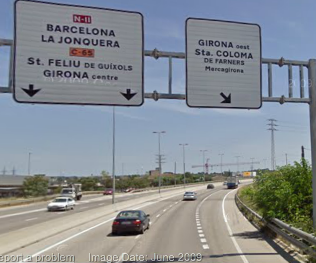 N-II
BARCELONA
LA JONQUERA
C-65
St. FELIU DE GUÍXOLS
GIRONA centre
GIRONA oest
Sta. COLOMA
DE FARNERS
Mercagirona
Report a problem Image Date: June 2009